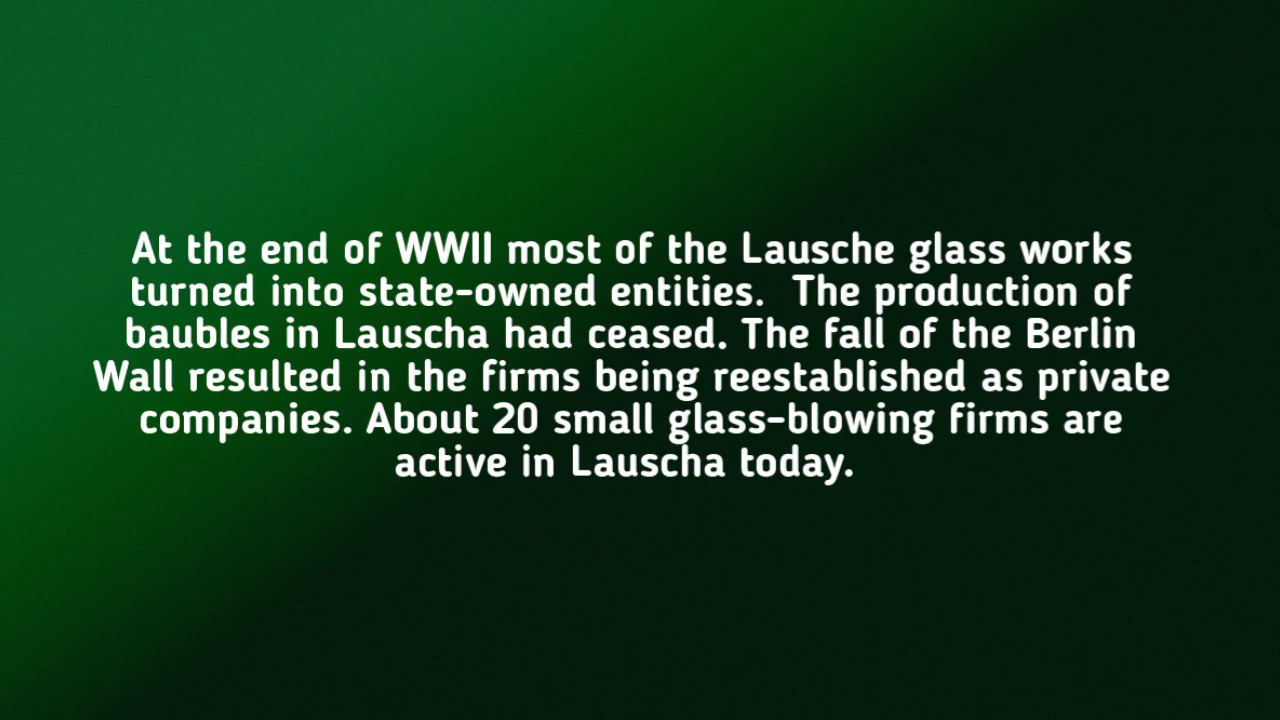 At the end of WWII most of the Lausche glass works
turned into state-owned entities.  The production of
baubles in Lauscha had ceased. The fall of the Berlin
Wall resulted in the firms being reestablished as private
companies. About 20 small glass-blowing firms are
active in Lauscha today.